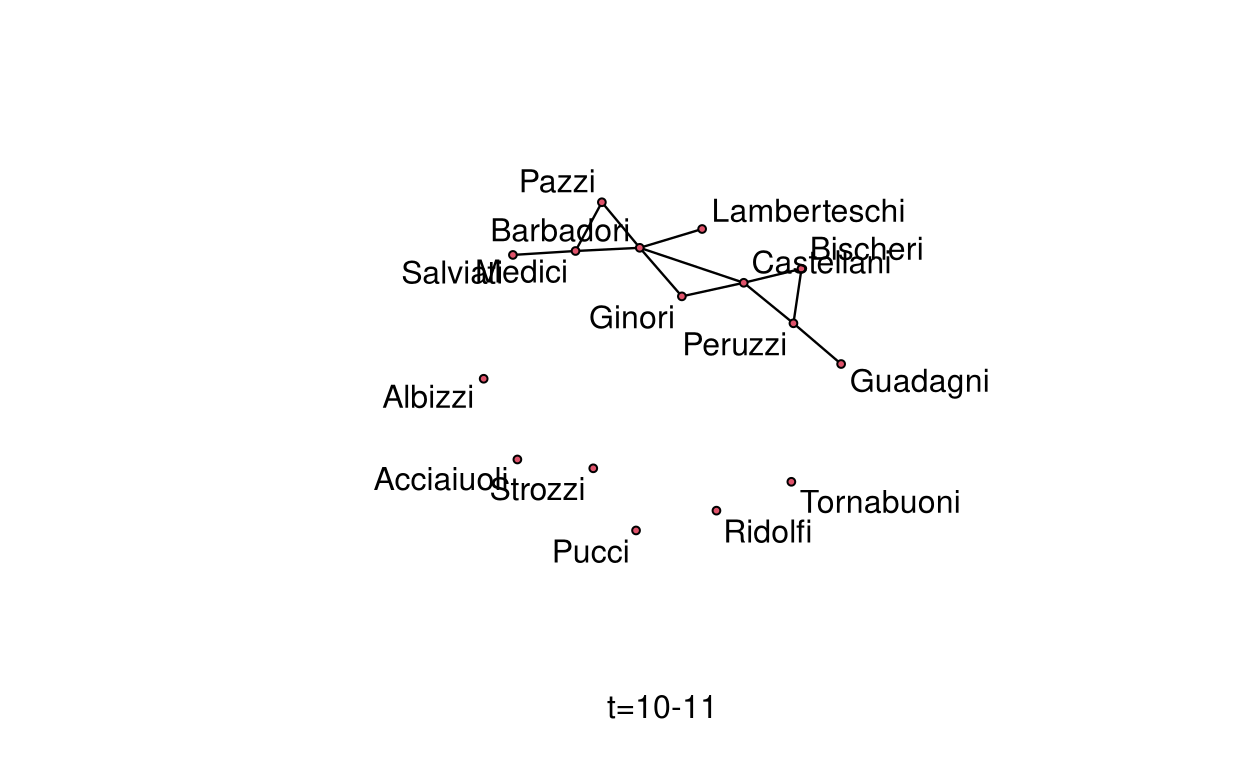 Pazzi
Lamberteschi
Barbadori
Bischeri
Castellani
Salviati
Medici
Ginori
Peruzzi
Guadagni
Albizzi
Acciaiuoli
Strozzi
Tornabuoni
Ridolfi
Pucci
t=10-11